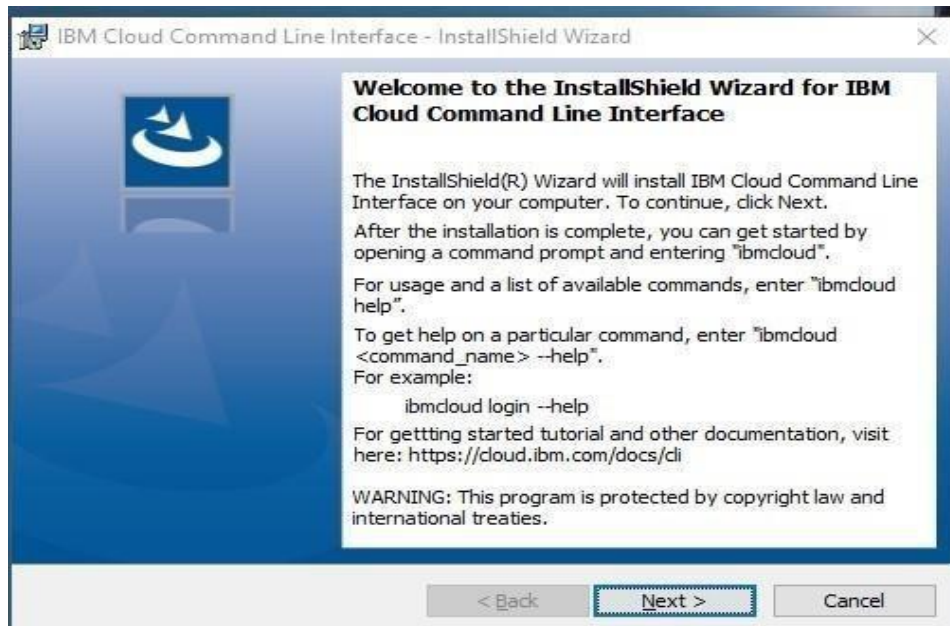 IBM Cloud Command Line Interface - InstallShield Wizard
Welcome to the InstallShield Wizard for IBM
Cloud Command Line Interface
The InstallShield(R) Wizard will install IBM Cloud Command Line
Interface on your computer. To continue, click Next.
After the installation is complete, you can get started by
opening a command prompt and entering "ibmcloud".
For usage and a list of available commands, enter "ibmcloud
help".
To get help on a particular command, enter "ibmcloud
<command_name> --help".
For example:
ibmcloud login --help
For gettting started tutorial and other documentation, visit
here: https://cloud.ibm.com/docs/cli
WARNING: This program is protected by copyright law and
international treaties.
< Back Next > Cancel